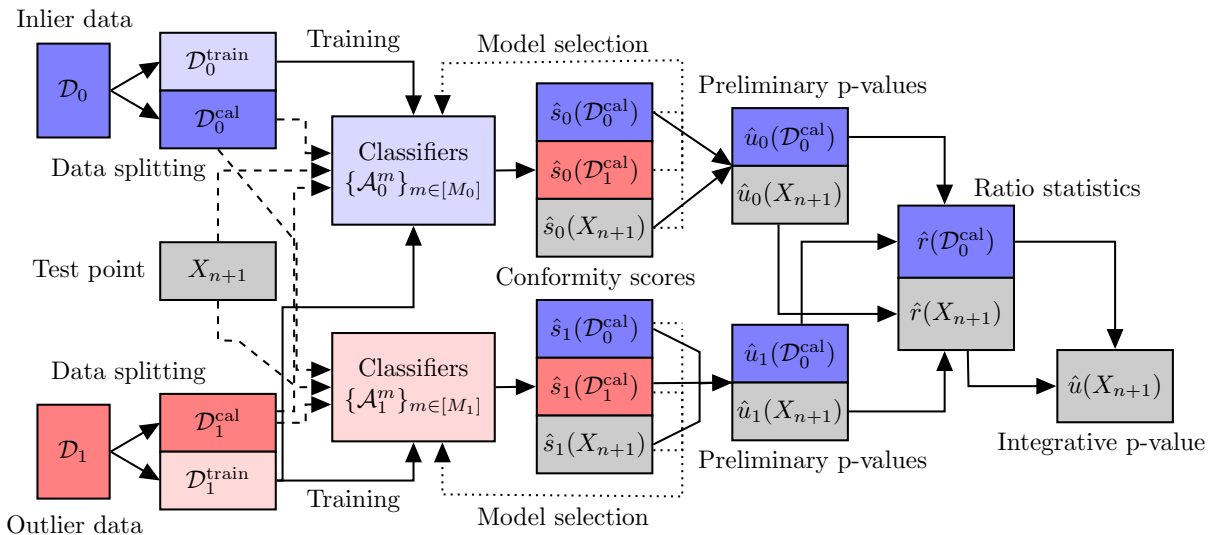 Inlier data
$\mathcal{D}_0$
$\mathcal{D}_0^{\text{train}}$
$\mathcal{D}_0^{\text{cal}}$
Data splitting
Training
Model selection
Classifiers
$\{\mathcal{A}_0^m\}_{m\in[M_0]}$
$\hat{s}_0(\mathcal{D}_0^{\text{cal}})$
$\hat{s}_0(\mathcal{D}_1^{\text{cal}})$
$\hat{s}_0(X_{n+1})$
Preliminary p-values
$\hat{u}_0(\mathcal{D}_0^{\text{cal}})$
$\hat{u}_0(X_{n+1})$
Ratio statistics
$\hat{r}(\mathcal{D}_0^{\text{cal}})$
$\hat{r}(X_{n+1})$
Test point
$X_{n+1}$
Conformity scores
Data splitting
$\mathcal{D}_1$
Outlier data
$\mathcal{D}_1^{\text{cal}}$
$\mathcal{D}_1^{\text{train}}$
Training
Classifiers
$\{\mathcal{A}_1^m\}_{m\in[M_1]}$
$\hat{s}_1(\mathcal{D}_0^{\text{cal}})$
$\hat{s}_1(\mathcal{D}_1^{\text{cal}})$
$\hat{s}_1(X_{n+1})$
Model selection
$\hat{u}_1(\mathcal{D}_0^{\text{cal}})$
$\hat{u}_1(X_{n+1})$
Preliminary p-values
$\hat{u}(X_{n+1})$
Integrative p-value